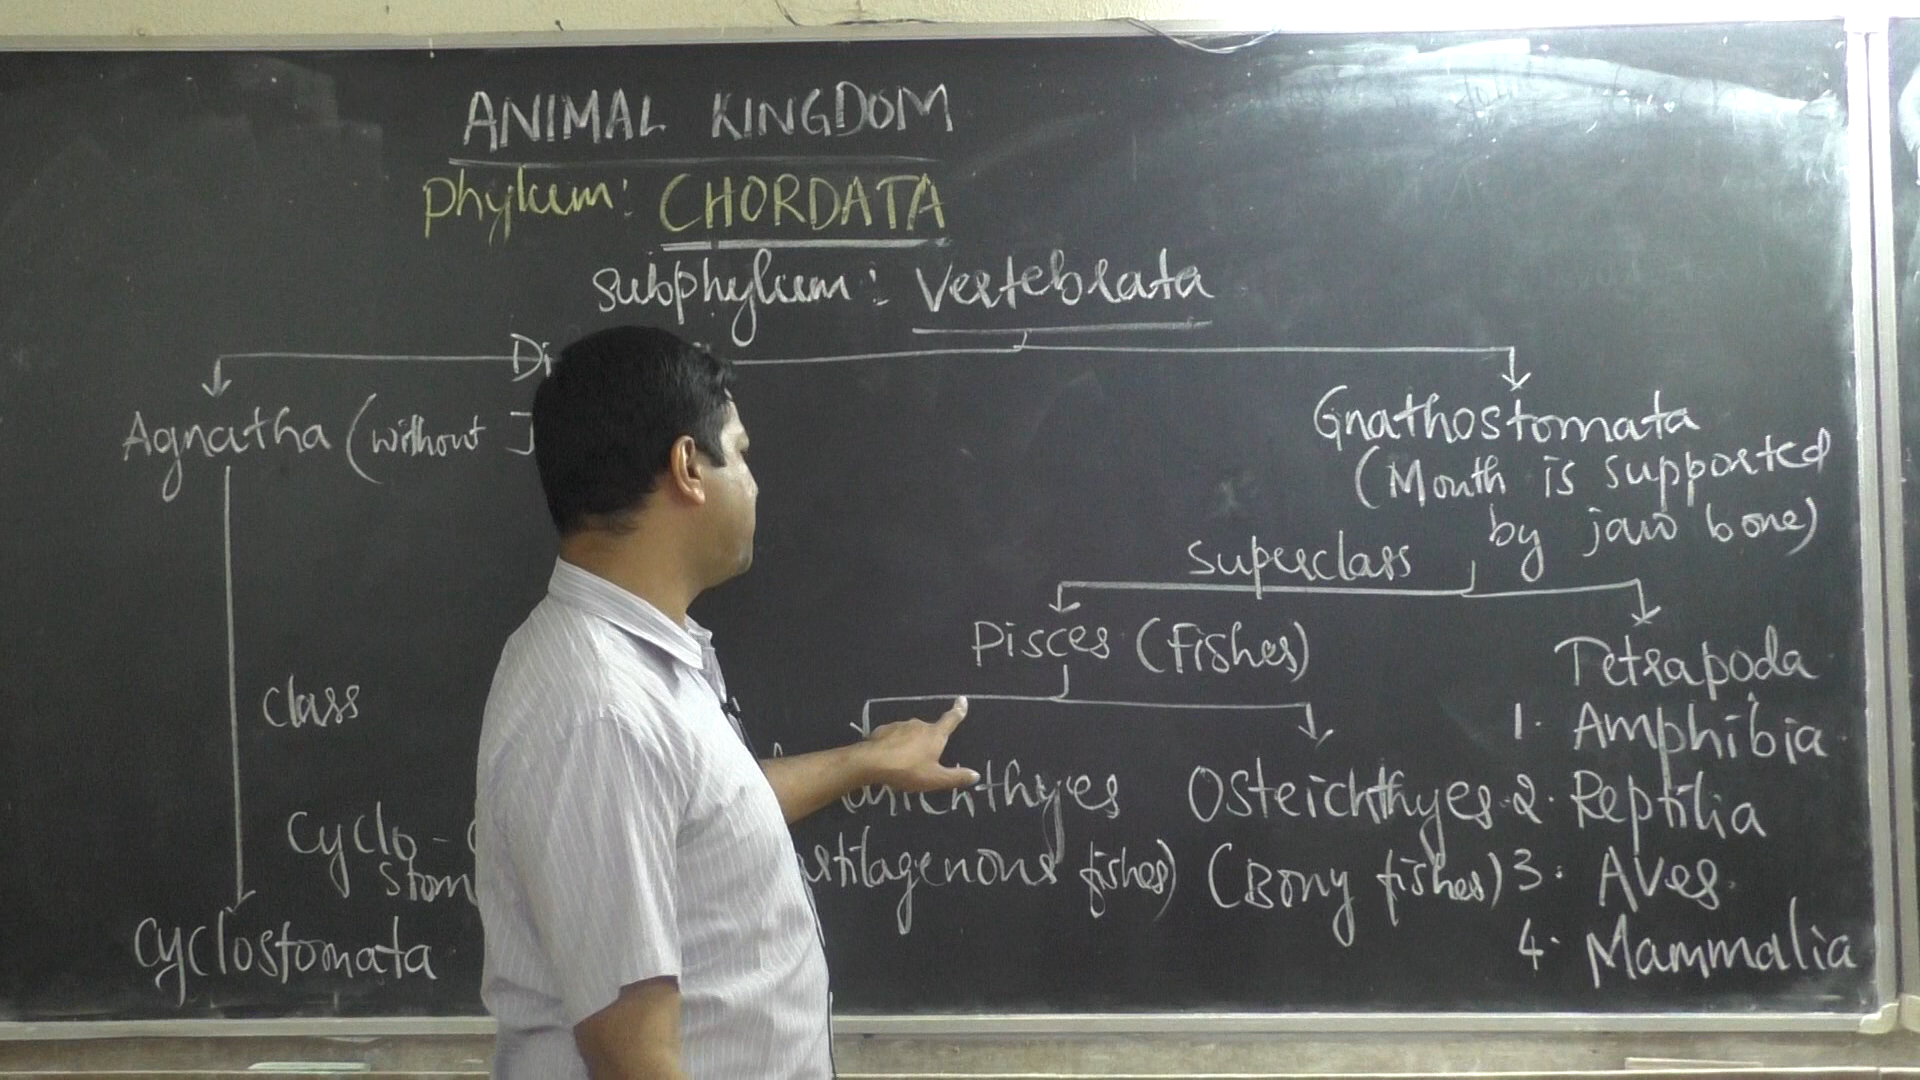 ANIMAL KINGDOM
Phylum: CHORDATA
Subphylum: Vertebrata
Agnatha (without
Gnathostomata
(Mouth is supported
by jaw bone)
Superclass
Pisces (Fishes)
Tetrapoda
Class
1. Amphibia
Osteichthyes 2. Reptilia
Cyclo-
(Bony fishes) 3. Aves
fishes)
Cyclostomata
4. Mammalia